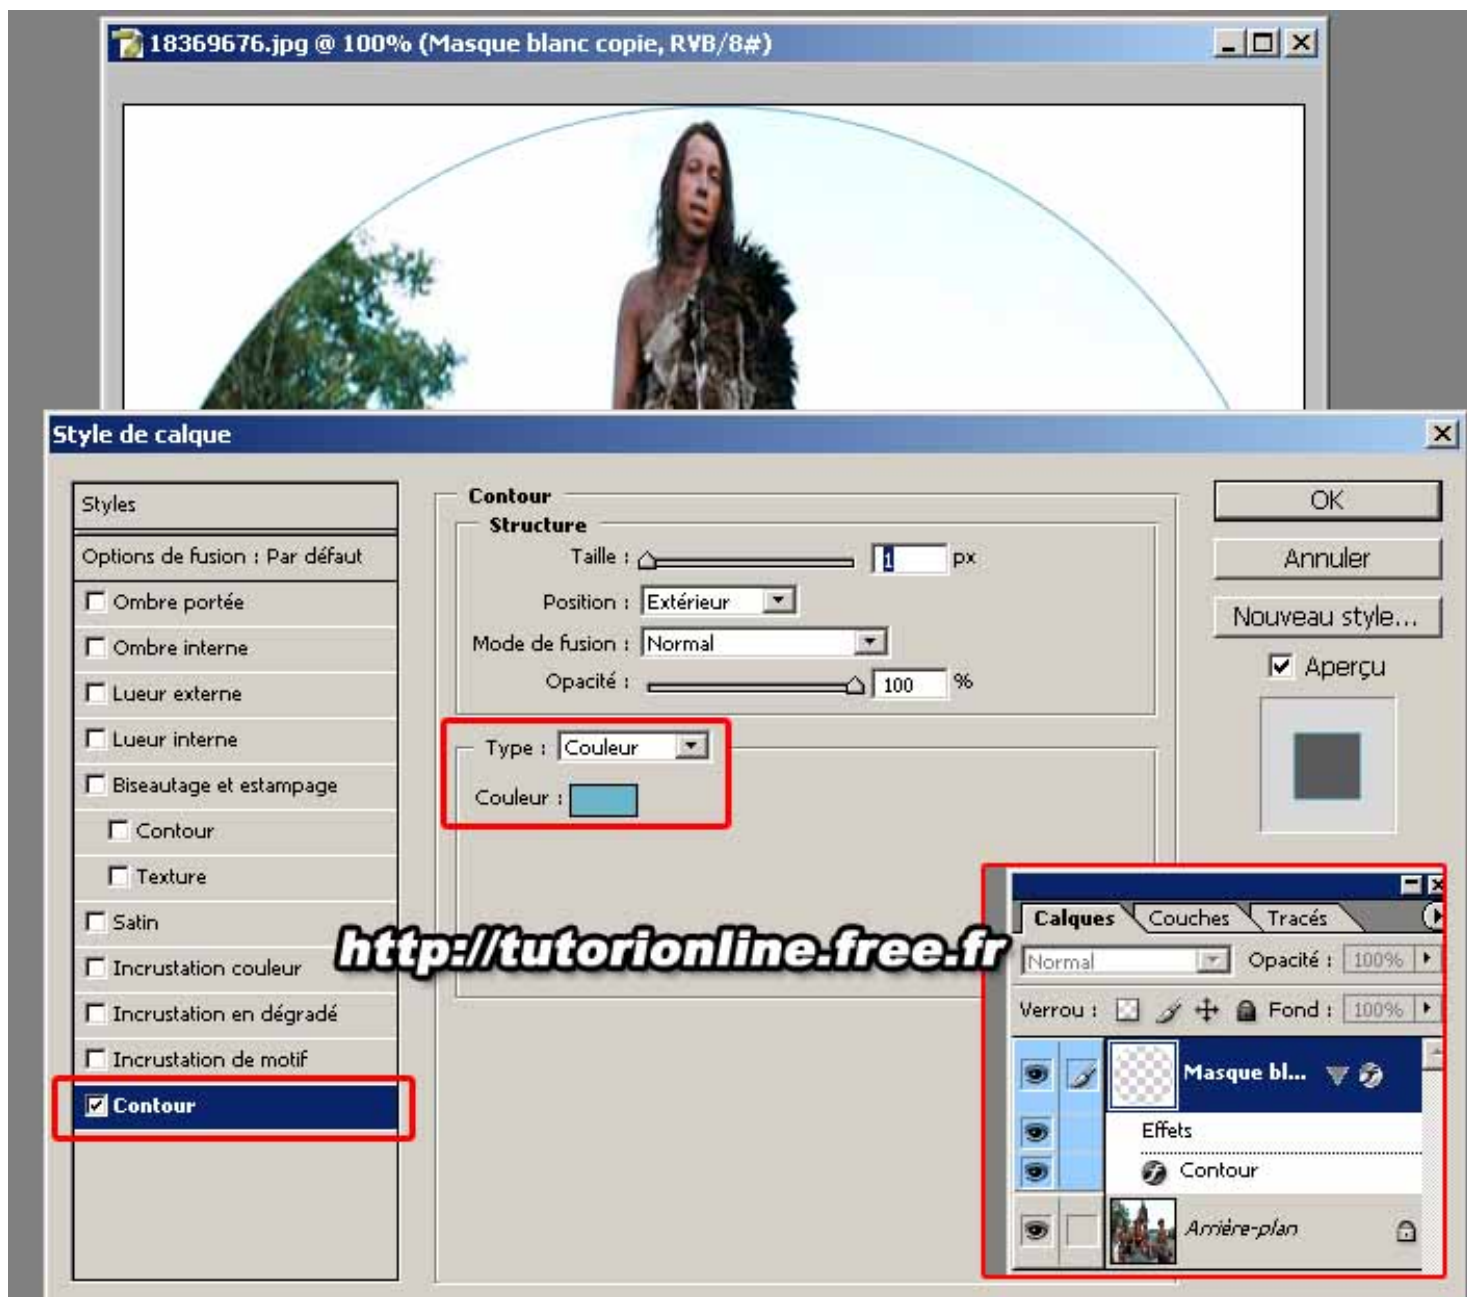 18369676.jpg @ 100% (Masque blanc copie, RVB/8#)
Style de calque
Styles
Options de fusion : Par défaut
Ombre portée
Ombre interne
Lueur externe
Lueur interne
Biseautage et estampage
Contour
Texture
Satin
Incrustation couleur
Incrustation en dégradé
Incrustation de motif
Contour
Contour
Structure
Taille : 1 px
Position : Extérieur
Mode de fusion : Normal
Opacité : 100 %
Type : Couleur
Couleur :
OK
Annuler
Nouveau style...
Aperçu
http://tutorionline.free.fr
Calques Couches Tracés
Normal Opacité : 100%
Verrou : Fond : 100%
Masque bl...
Effets
Contour
Arrière-plan